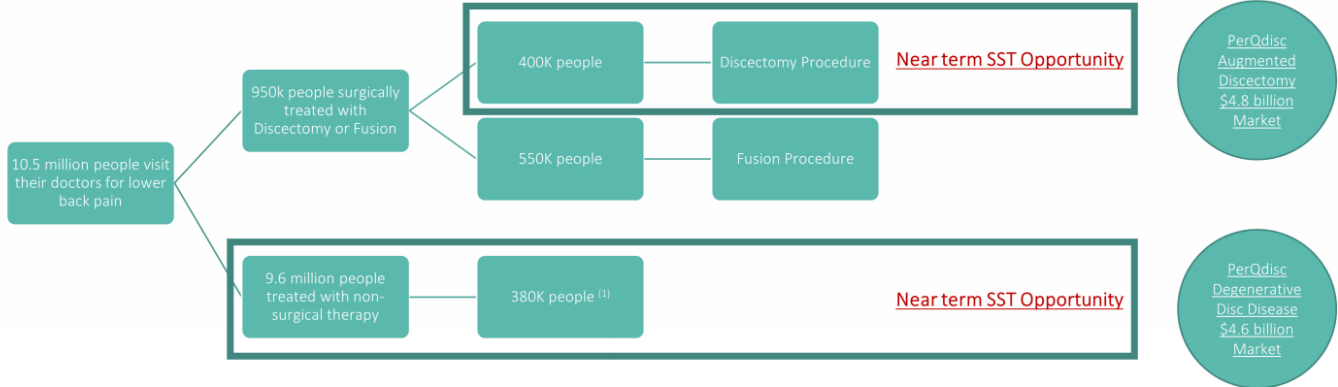 400K people
Discectomy Procedure
Near term SST Opportunity
PerQdisc
Augmented
Discectomy
$4.8 billion
Market
950k people surgically
treated with
Discectomy or Fusion
550K people
Fusion Procedure
10.5 million people visit
their doctors for lower
back pain
9.6 million people
treated with non-
surgical therapy
380K people (1)
Near term SST Opportunity
PerQdisc
Degenerative
Disc Disease
$4.6 billion
Market